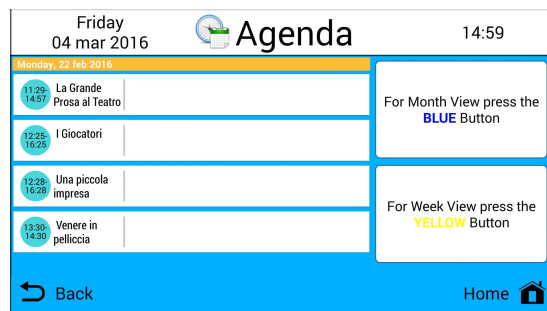 Friday
04 mar 2016
Agenda
14:59
Monday, 22 feb 2016
11:29-
14:57
La Grande
Prosa al Teatro
12:25-
16:25
I Giocatori
12:28-
16:28
Una piccola
impresa
13:30-
14:30
Venere in
pelliccia
For Month View press the
BLUE Button
For Week View press the
YELLOW Button
Back
Home